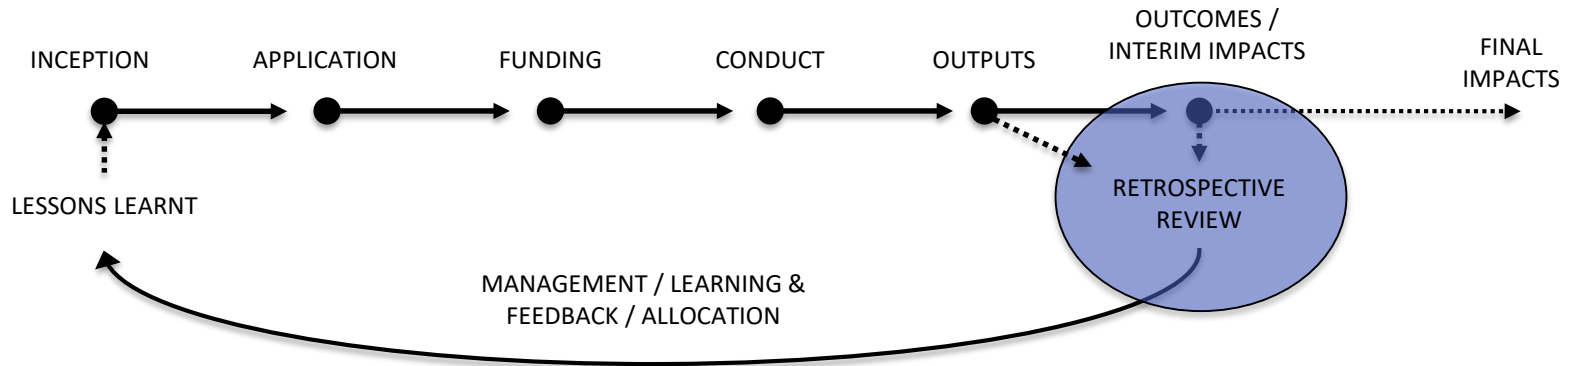 INCEPTION
APPLICATION
FUNDING
CONDUCT
OUTPUTS
OUTCOMES /
INTERIM IMPACTS
FINAL
IMPACTS
LESSONS LEARNT
RETROSPECTIVE
REVIEW
MANAGEMENT / LEARNING &
FEEDBACK / ALLOCATION